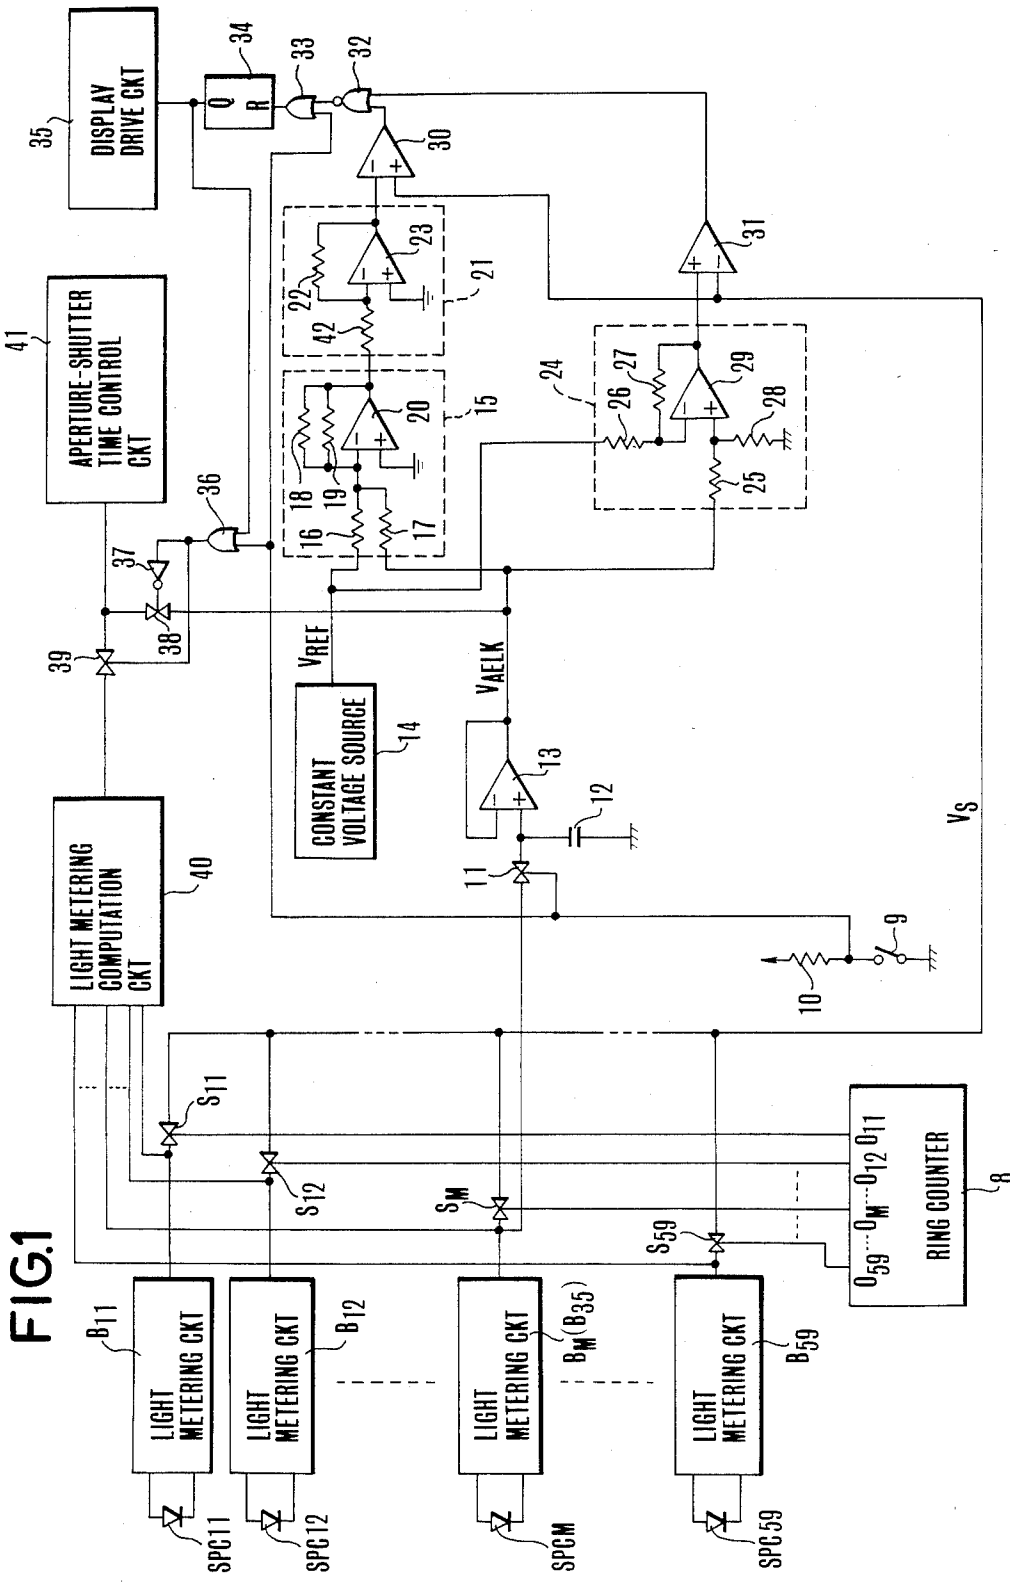 FIG.1
SPC11
LIGHT
METERING CKT
B11
SPC12
LIGHT
METERING CKT
B12
SPCM
LIGHT
METERING CKT
BM(B35)
SPC59
LIGHT
METERING CKT
B59
S11
S12
SM
S59
O59 O M O12 O11
RING COUNTER
8
LIGHT METERING
COMPUTATION
CKT
40
10
9
11
12
13
VAELK
VS
CONSTANT
VOLTAGE SOURCE
14
VREF
39
38
37
36
APERTURE-SHUTTER
TIME CONTROL
CKT
41
16
17
18
19
20
15
42
22
23
21
24
25
26
27
28
29
30
31
32
33
34
Q
R
DISPLAY
DRIVE CKT
35